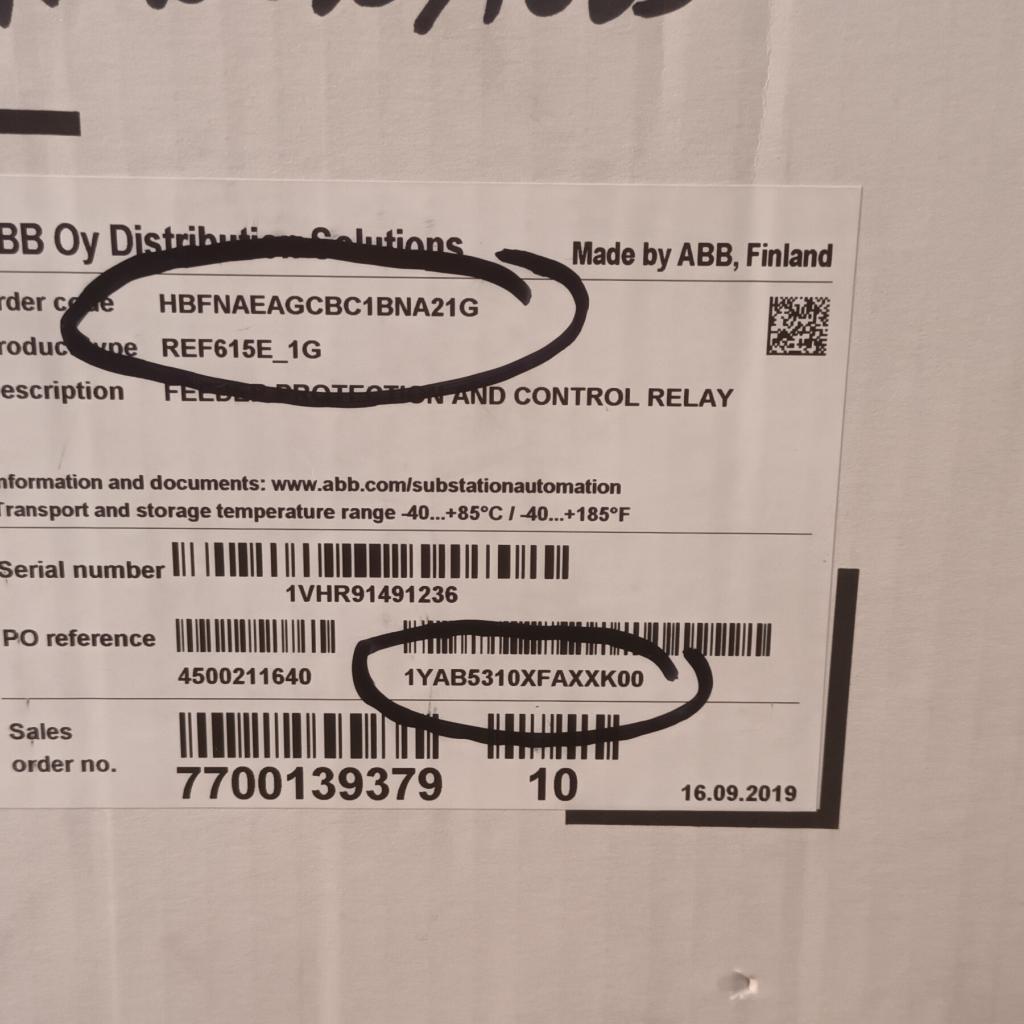 BB Oy Distribution Solutions
Made by ABB, Finland
rder code HBFNAEAGCBC1BNA21G
roduct type REF615E_1G
escription FEEDER PROTECTION AND CONTROL RELAY
nformation and documents: www.abb.com/substationautomation
Transport and storage temperature range -40...+85°C / -40...+185°F
Serial number
1VHR91491236
PO reference
4500211640 1YAB5310XFAXXK00
Sales
order no.
7700139379 10 16.09.2019